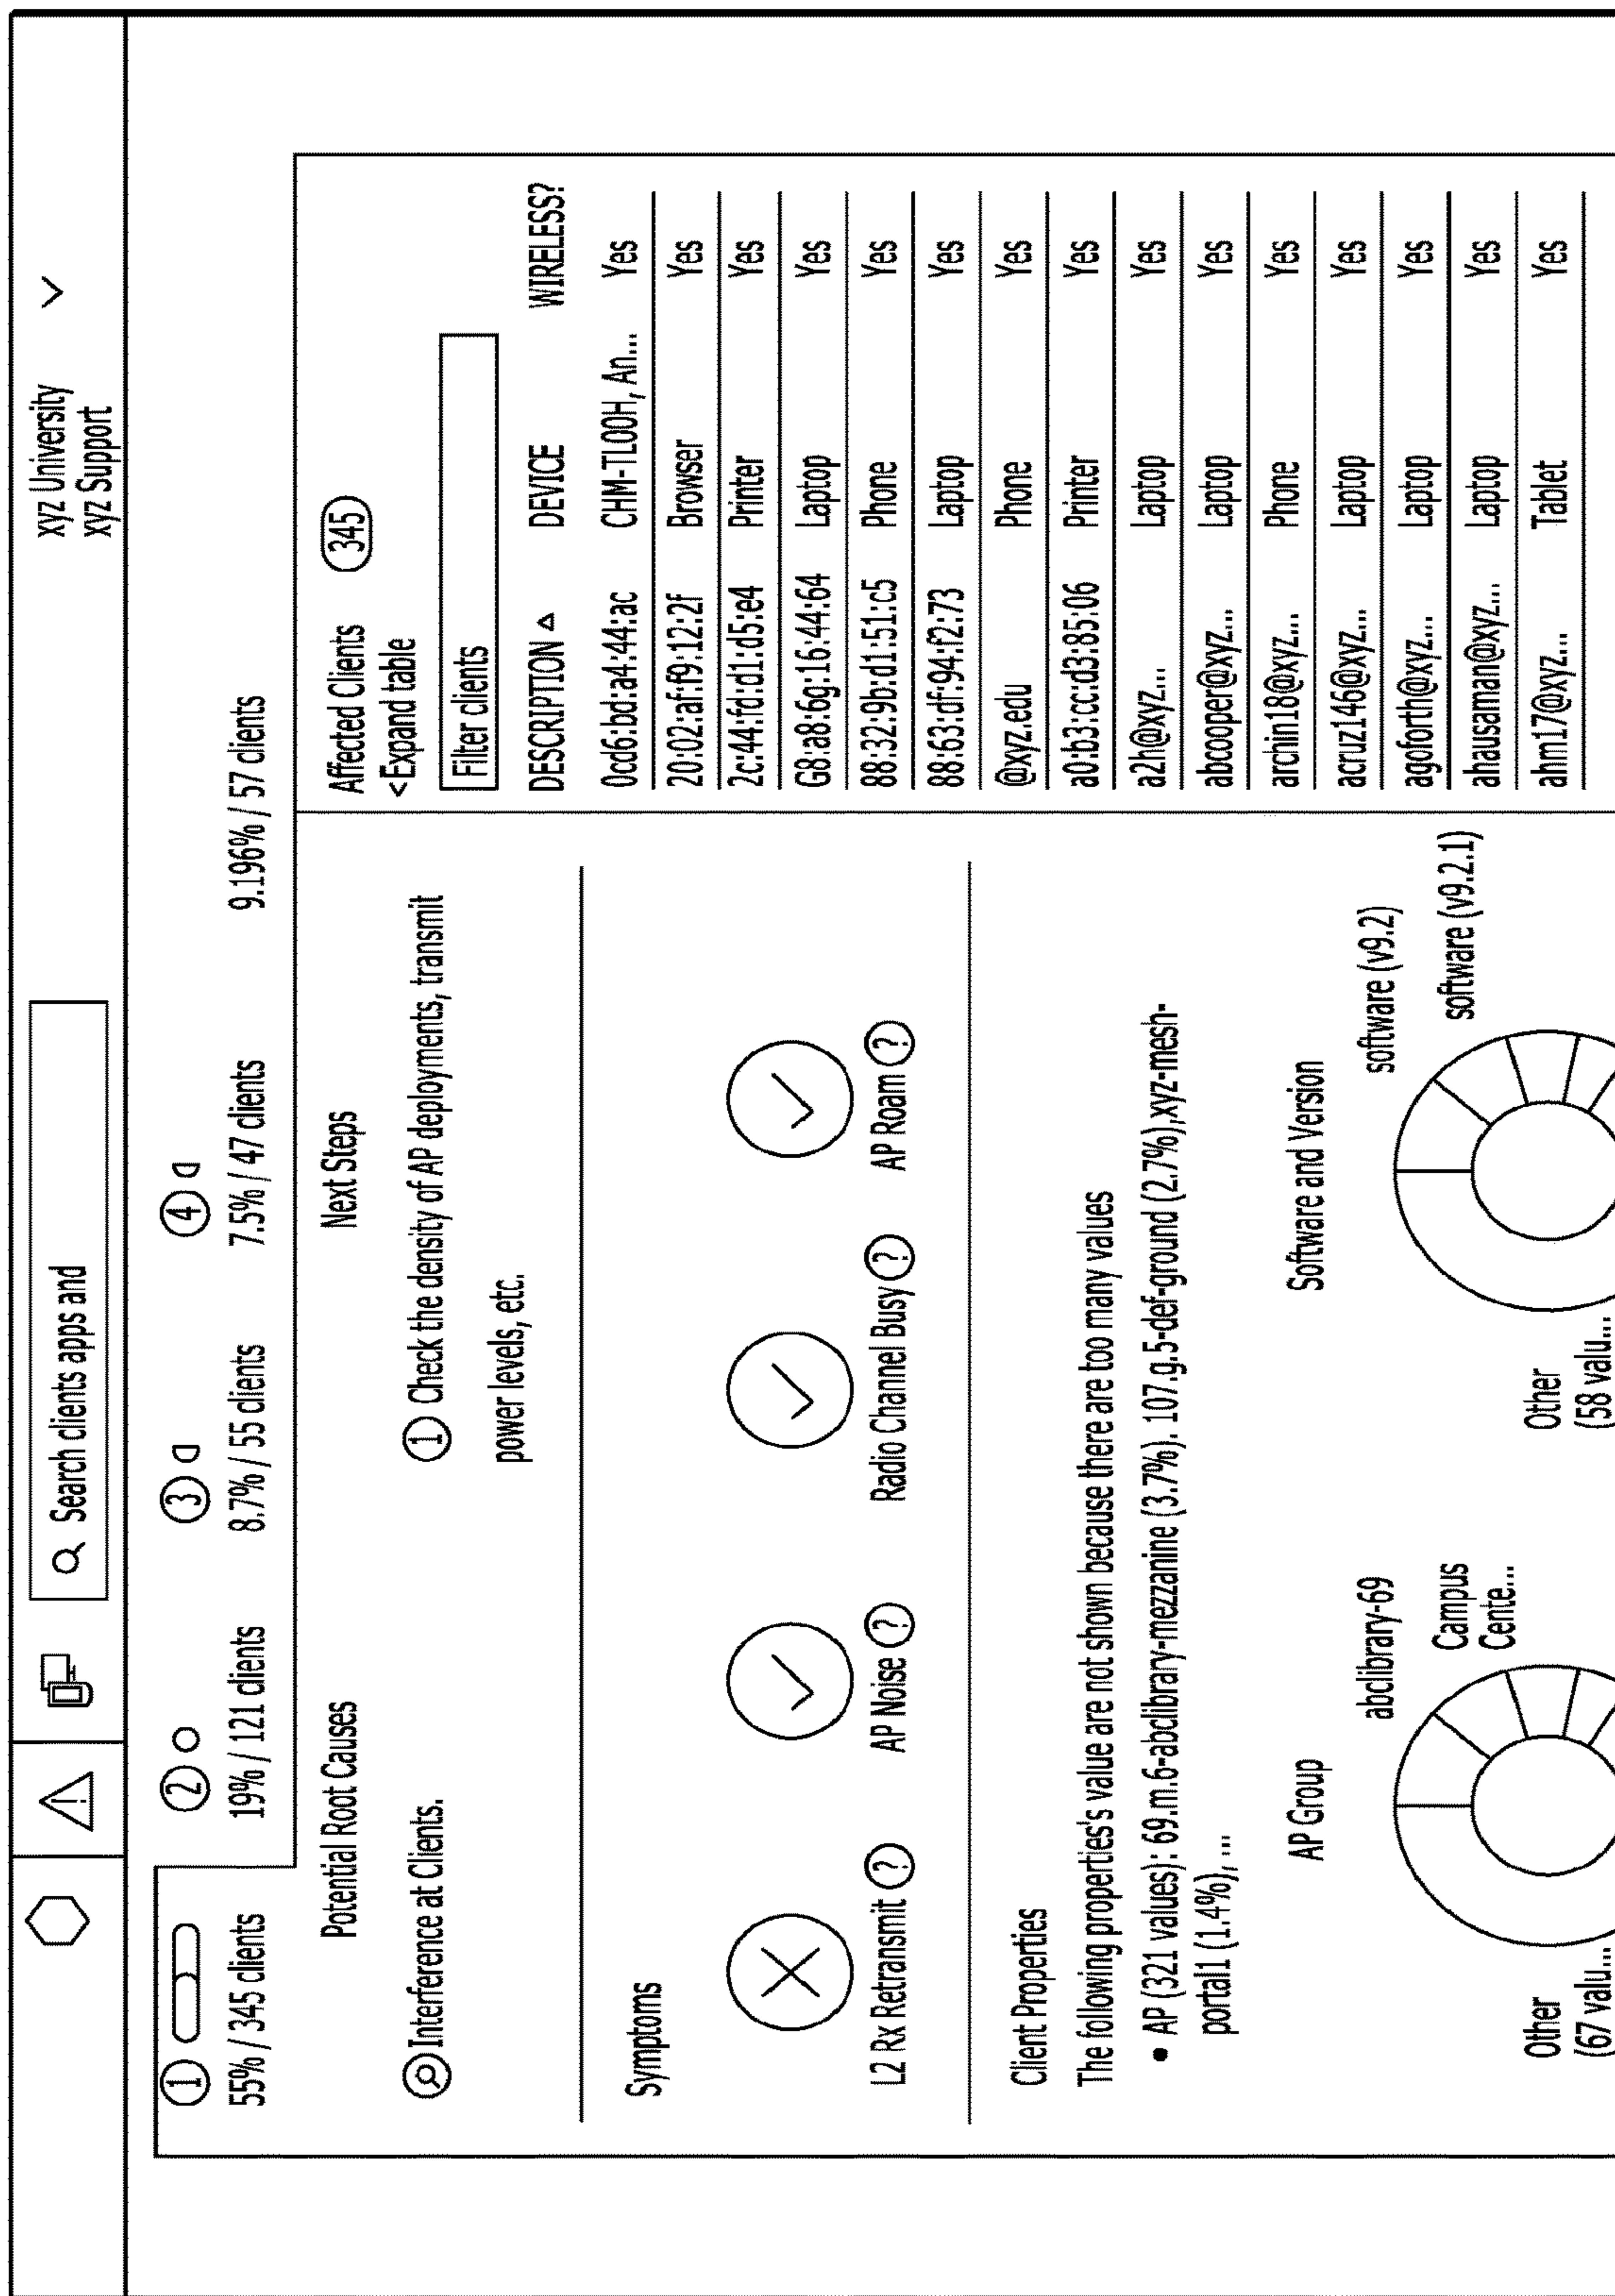 Search clients apps and
xyz University
xyz Support
1
2
3
4
55% / 345 clients
19% / 121 clients
8.7% / 55 clients
7.5% / 47 clients
9.196% / 57 clients
Potential Root Causes
Next Steps
Interference at Clients.
1 Check the density of AP deployments, transmit
power levels, etc.
Symptoms
L2 Rx Retransmit ?
AP Noise ?
Radio Channel Busy ?
AP Roam ?
Client Properties
The following properties's value are not shown because there are too many values
• AP (321 values): 69.m.6-abclibrary-mezzanine (3.7%). 107.g.5-def-ground (2.7%),xyz-mesh-
portal1 (1.4%), ...
AP Group
abclibrary-69
Campus
Cente...
Other
(67 valu...
Software and Version
software (v9.2)
software (v9.2.1)
Other
(58 valu...
Affected Clients 345
< Expand table
Filter clients
DESCRIPTION DEVICE WIRELESS?
0cd6:bd:a4:44:ac CHM-TL00H, An... Yes
20:02:af:f9:12:2f Browser Yes
2c:44:fd:d1:d5:e4 Printer Yes
G8:a8:6g:16:44:64 Laptop Yes
88:32:9b:d1:51:c5 Phone Yes
88:63:df:94:f2:73 Laptop Yes
@xyz.edu Phone Yes
a0:b3:cc:d3:85:06 Printer Yes
a2h@xyz... Laptop Yes
abcooper@xyz... Laptop Yes
archin18@xyz... Phone Yes
acruz146@xyz... Laptop Yes
agoforth@xyz... Laptop Yes
ahausaman@xyz... Laptop Yes
ahm17@xyz... Tablet Yes